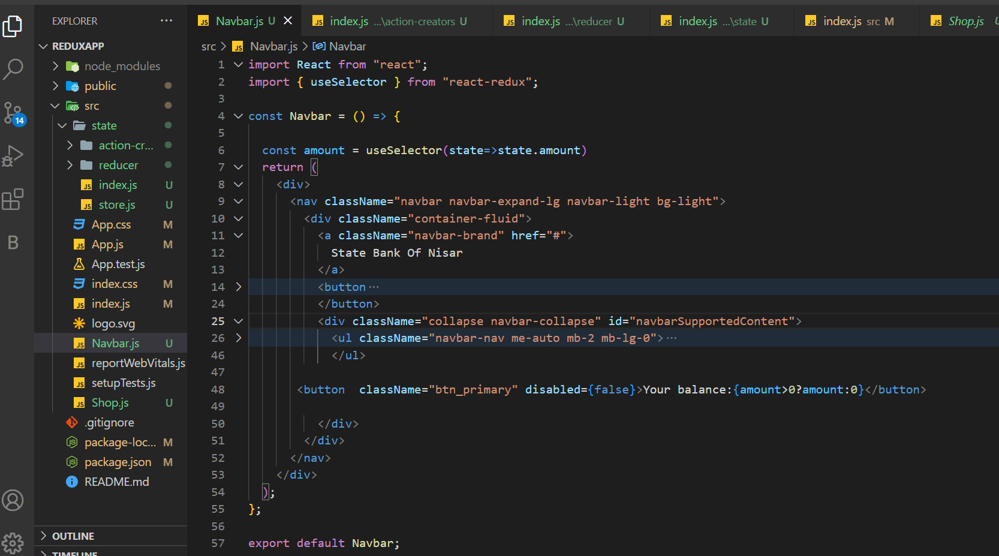 EXPLORER ···
Navbar.js U
index.js ...\action-creators U
index.js ...\reducer U
index.js ...\state U
index.js src M
Shop.js
REDUXAPP
node_modules
public
src
state
action-cr...
reducer
index.js U
store.js U
App.css M
App.js M
App.test.js
index.css M
index.js M
logo.svg
Navbar.js U
reportWebVitals.js
setupTests.js
Shop.js U
.gitignore
package-loc... M
package.json M
README.md
OUTLINE
TIMELINE
14
B
src > JS Navbar.js > Navbar
1 import React from "react";
2 import { useSelector } from "react-redux";
3
4 const Navbar = () => {
5
6 const amount = useSelector(state=>state.amount)
7 return (
8 <div>
9 <nav className="navbar navbar-expand-lg navbar-light bg-light">
10 <div className="container-fluid">
11 <a className="navbar-brand" href="#">
12 State Bank Of Nisar
13 </a>
14 <button···
24 </button>
25 <div className="collapse navbar-collapse" id="navbarSupportedContent">
26 <ul className="navbar-nav me-auto mb-2 mb-lg-0">···
46 </ul>
47
48 <button  className="btn_primary" disabled={false}>Your balance:{amount>0?amount:0}</button>
49
50 </div>
51 </div>
52 </nav>
53 </div>
54 );
55 };
56
57 export default Navbar;